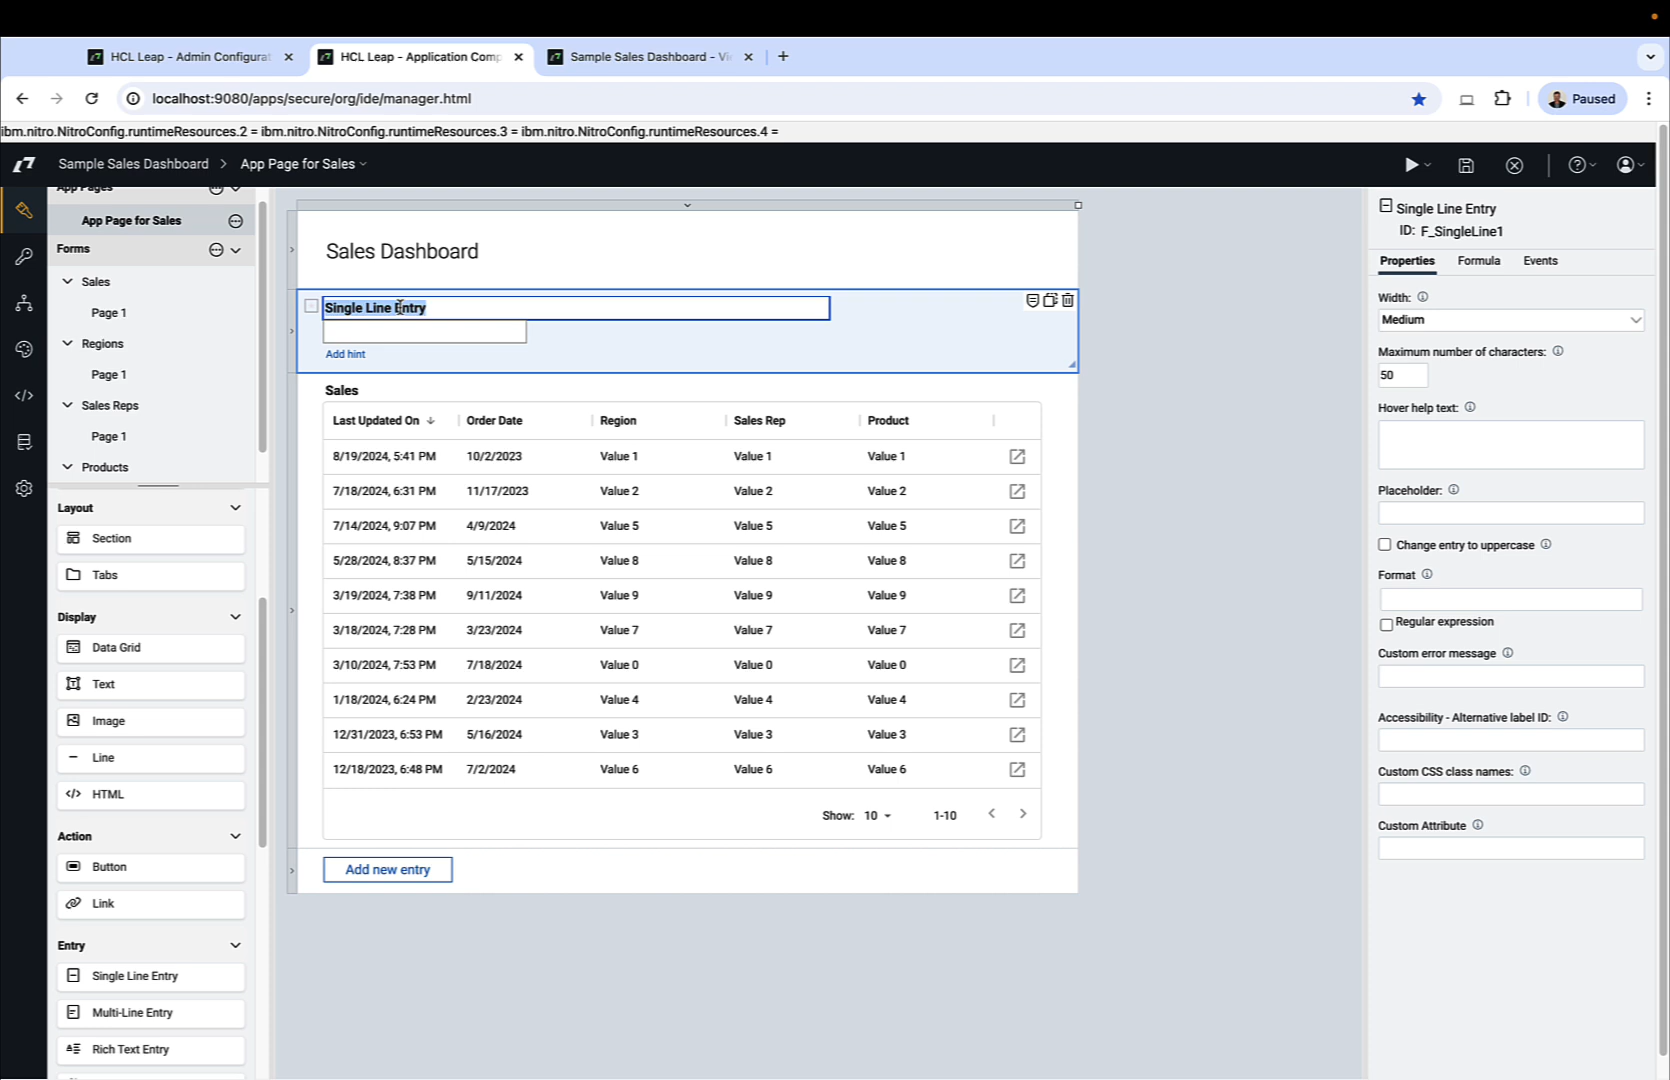 HCL Leap - Admin Configurat
HCL Leap - Application Comp
Sample Sales Dashboard - Vi
localhost:9080/apps/secure/org/ide/manager.html
Paused
ibm.nitro.NitroConfig.runtimeResources.2 = ibm.nitro.NitroConfig.runtimeResources.3 = ibm.nitro.NitroConfig.runtimeResources.4 =
Sample Sales Dashboard > App Page for Sales
App Pages
App Page for Sales
Forms
Sales
Page 1
Regions
Page 1
Sales Reps
Page 1
Products
Layout
Section
Tabs
Display
Data Grid
Text
Image
Line
HTML
Action
Button
Link
Entry
Single Line Entry
Multi-Line Entry
Rich Text Entry
Sales Dashboard
Single Line Entry
Add hint
Sales
Last Updated On Order Date Region Sales Rep Product
8/19/2024, 5:41 PM 10/2/2023 Value 1 Value 1 Value 1
7/18/2024, 6:31 PM 11/17/2023 Value 2 Value 2 Value 2
7/14/2024, 9:07 PM 4/9/2024 Value 5 Value 5 Value 5
5/28/2024, 8:37 PM 5/15/2024 Value 8 Value 8 Value 8
3/19/2024, 7:38 PM 9/11/2024 Value 9 Value 9 Value 9
3/18/2024, 7:28 PM 3/23/2024 Value 7 Value 7 Value 7
3/10/2024, 7:53 PM 7/18/2024 Value 0 Value 0 Value 0
1/18/2024, 6:24 PM 2/23/2024 Value 4 Value 4 Value 4
12/31/2023, 6:53 PM 5/16/2024 Value 3 Value 3 Value 3
12/18/2023, 6:48 PM 7/2/2024 Value 6 Value 6 Value 6
Show: 10 1-10
Add new entry
Single Line Entry
ID: F_SingleLine1
Properties Formula Events
Width:
Medium
Maximum number of characters:
50
Hover help text:
Placeholder:
Change entry to uppercase
Format
Regular expression
Custom error message
Accessibility - Alternative label ID:
Custom CSS class names:
Custom Attribute